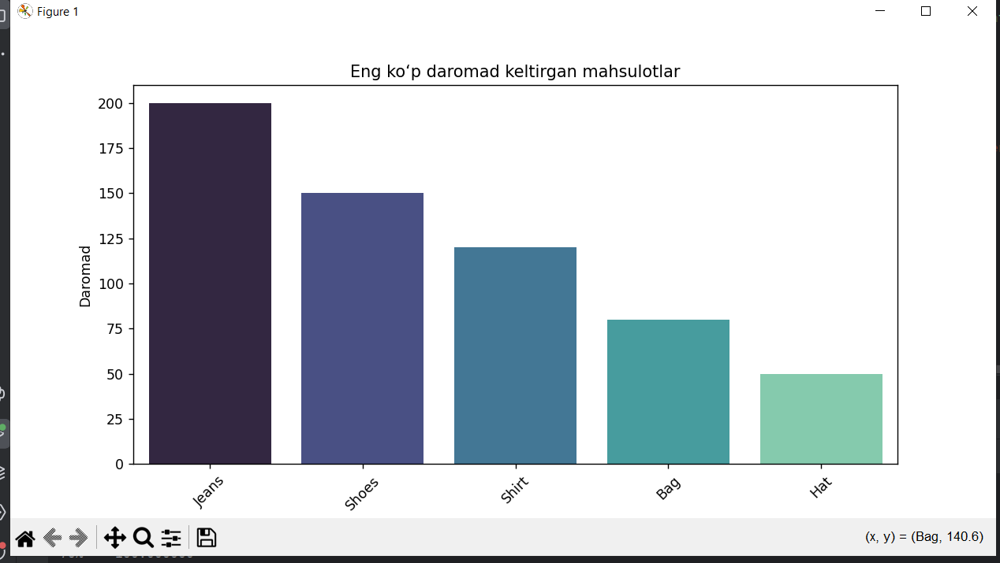 Figure 1
Eng ko‘p daromad keltirgan mahsulotlar
Daromad
200
175
150
125
100
75
50
25
0
Jeans
Shoes
Shirt
Bag
Hat
(x, y) = (Bag, 140.6)